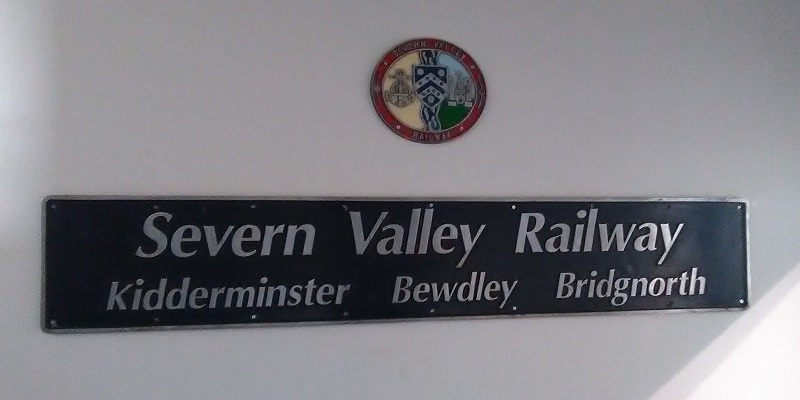 SEVERN VALLEY
RAILWAY
Severn Valley Railway
Kidderminster Bewdley Bridgnorth